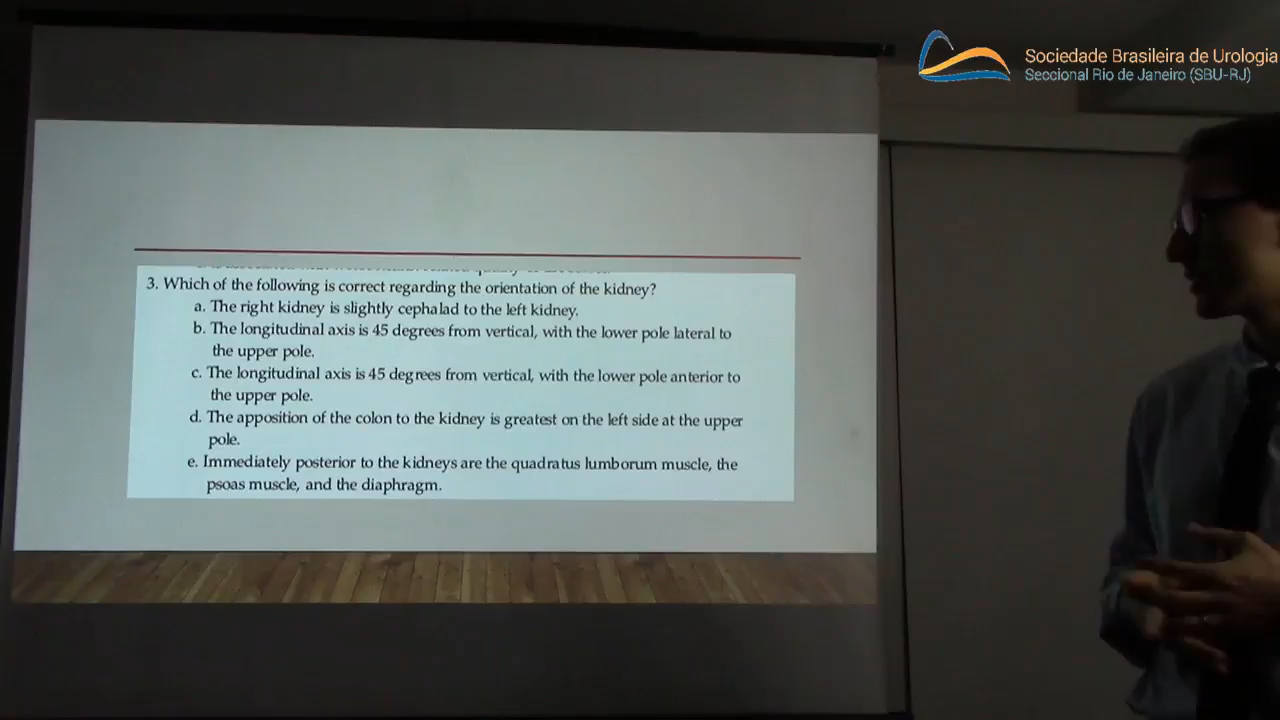 Sociedade Brasileira de Urologia
Seccional Rio de Janeiro (SBU-RJ)
3. Which of the following is correct regarding the orientation of the kidney?
a. The right kidney is slightly cephalad to the left kidney.
b. The longitudinal axis is 45 degrees from vertical, with the lower pole lateral to
the upper pole.
c. The longitudinal axis is 45 degrees from vertical, with the lower pole anterior to
the upper pole.
d. The apposition of the colon to the kidney is greatest on the left side at the upper
pole.
e. Immediately posterior to the kidneys are the quadratus lumborum muscle, the
psoas muscle, and the diaphragm.